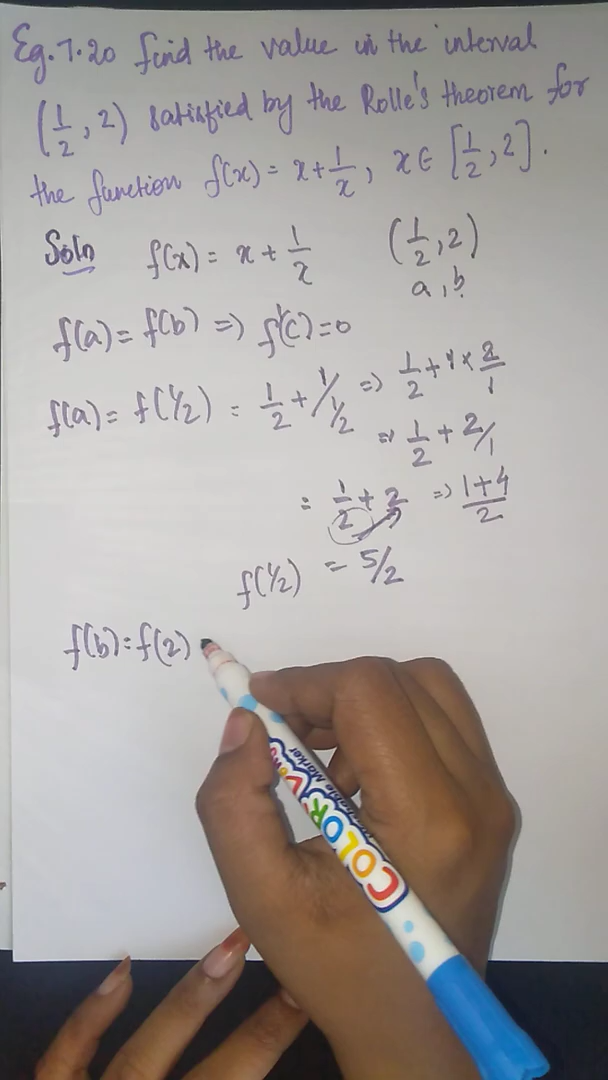 Eg. 7.20 find the value in the interval
(1/2, 2) satisfied by the Rolle's theorem for
the function f(x) = x + 1/x, x ∈ [1/2, 2].
Soln f(x) = x + 1/x (1/2, 2)
a, b
f(a) = f(b) => f'(c) = 0
f(a) = f(1/2) = 1/2 + 1/1/2 => 1/2 + 1 × 2/1
=> 1/2 + 2/1
= 1/2 + 2 => 1+4/2
f(1/2) = 5/2
f(b) = f(2)
COLOR
Washable Marker